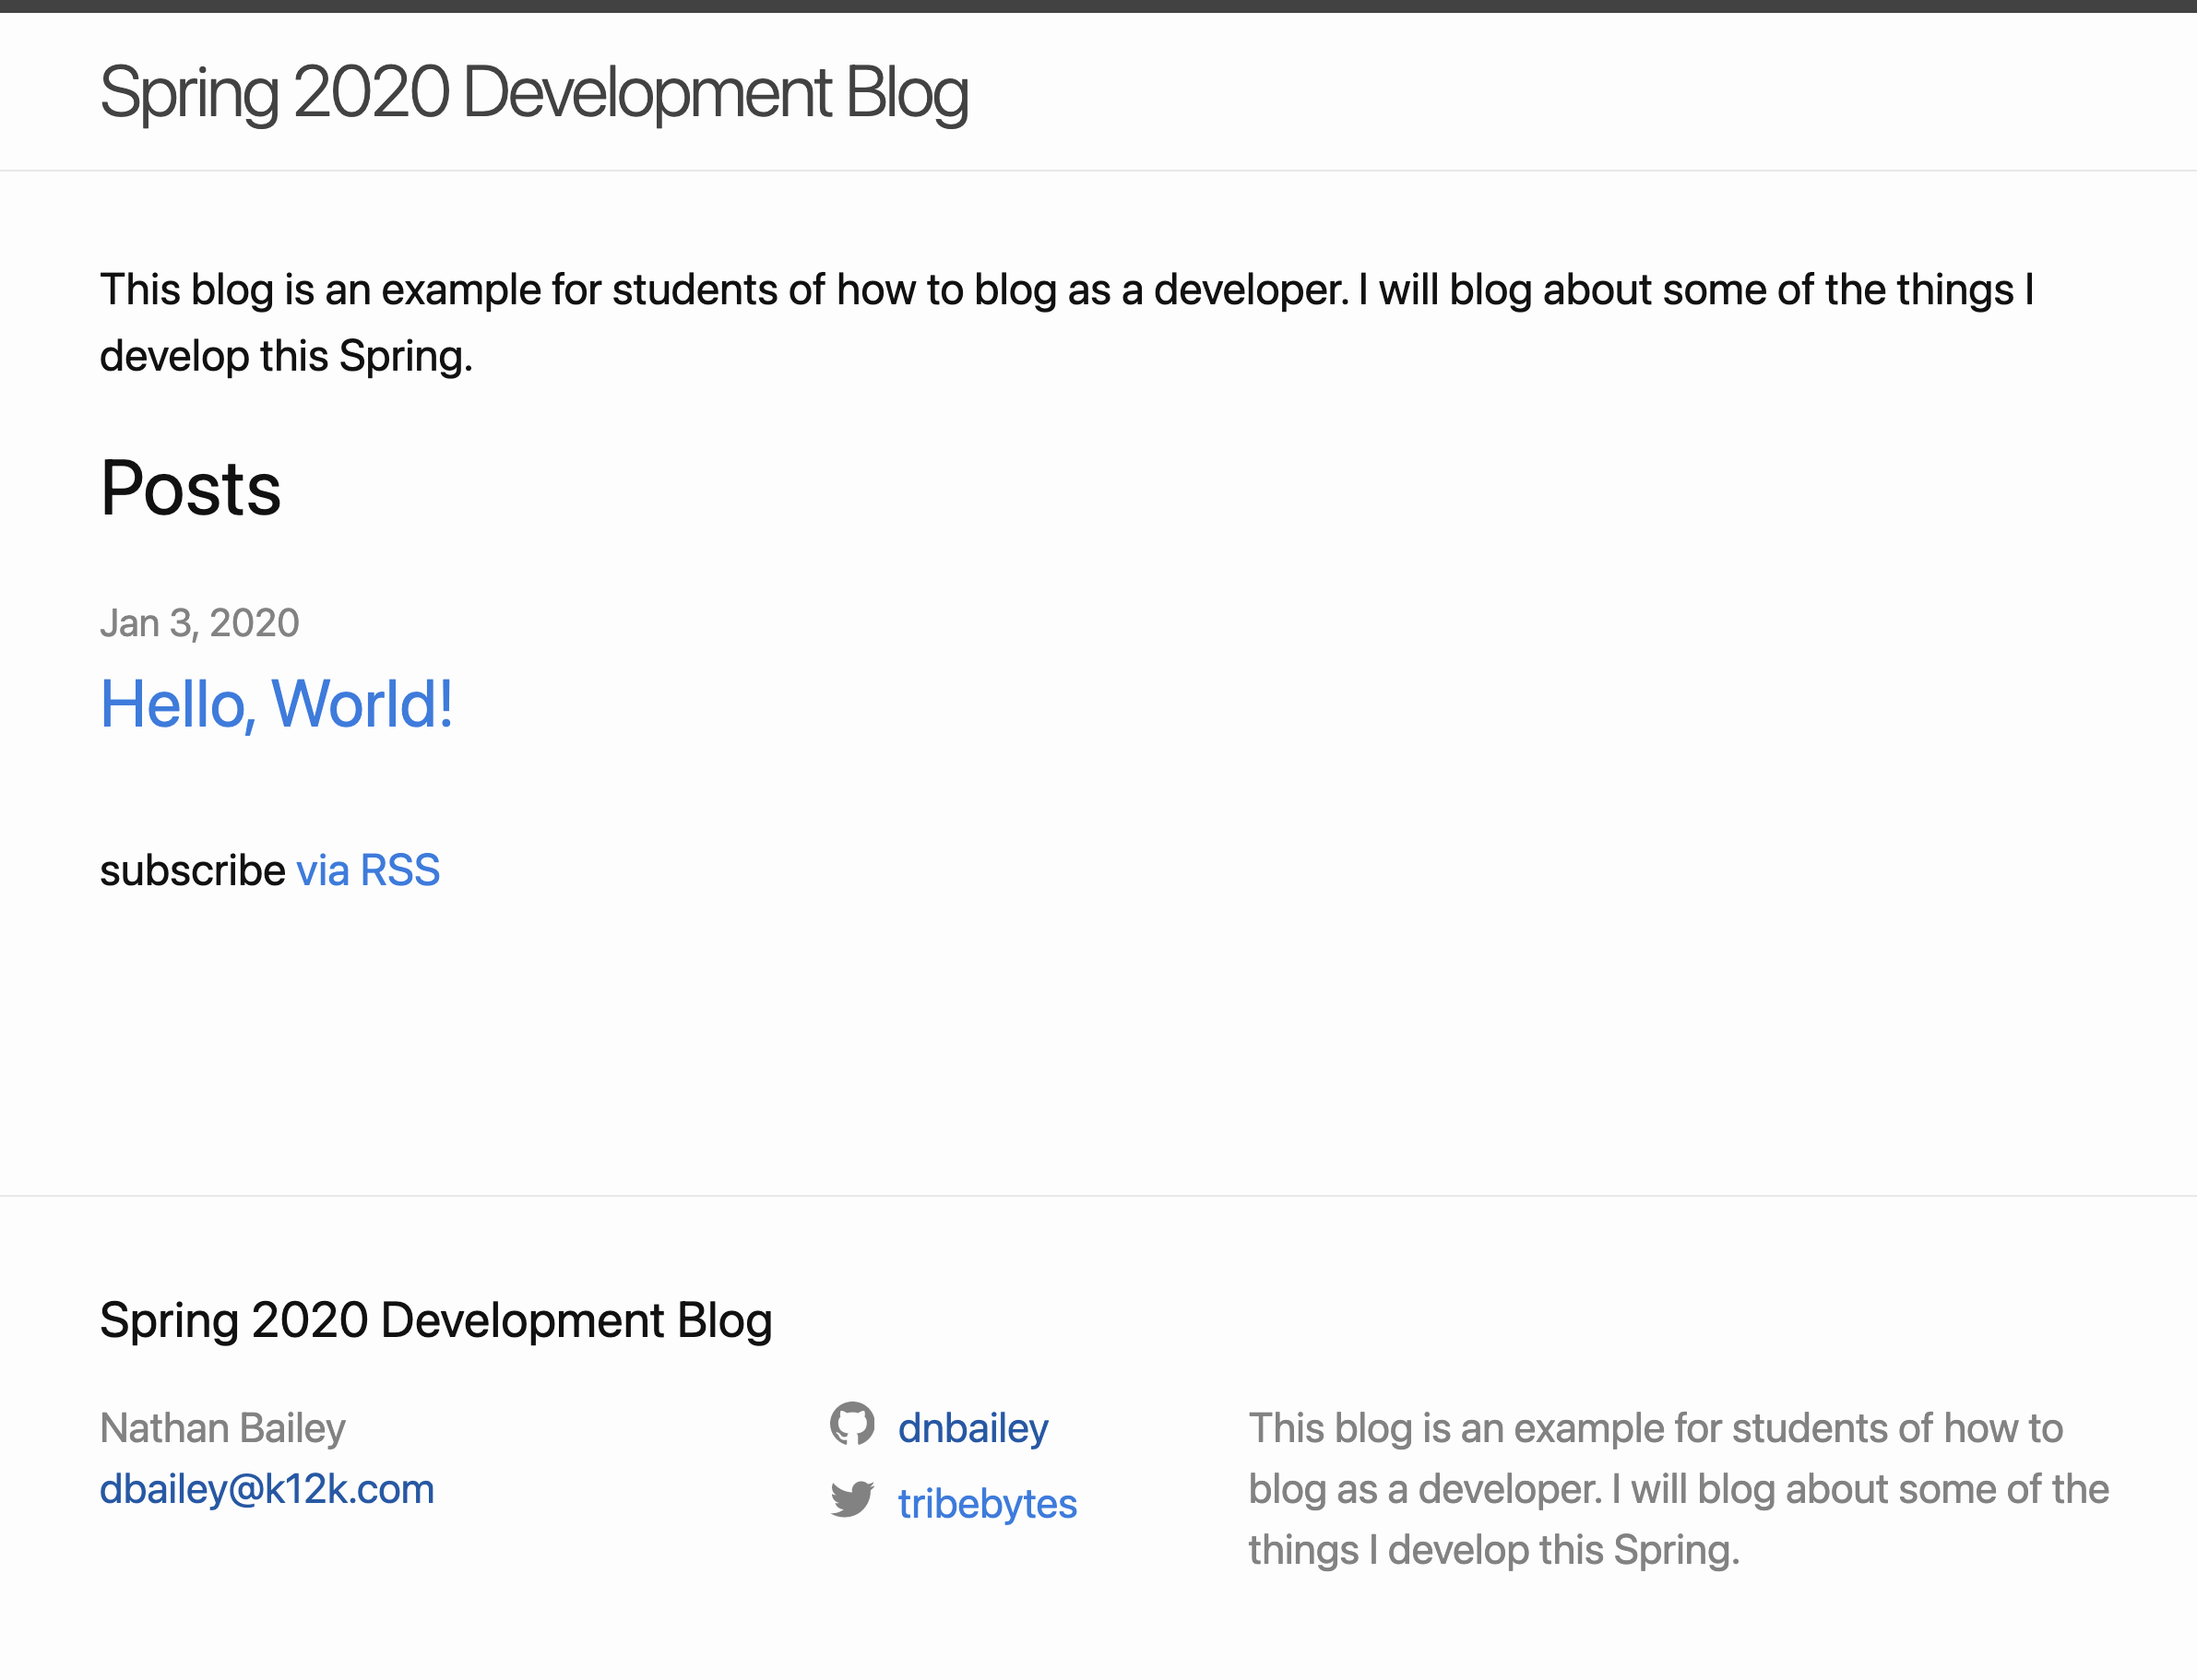 Spring 2020 Development Blog
This blog is an example for students of how to blog as a developer. I will blog about some of the things I
develop this Spring.
Posts
Jan 3, 2020
Hello, World!
subscribe via RSS
Spring 2020 Development Blog
Nathan Bailey
dbailey@k12k.com
dnbailey
tribebytes
This blog is an example for students of how to
blog as a developer. I will blog about some of the
things I develop this Spring.